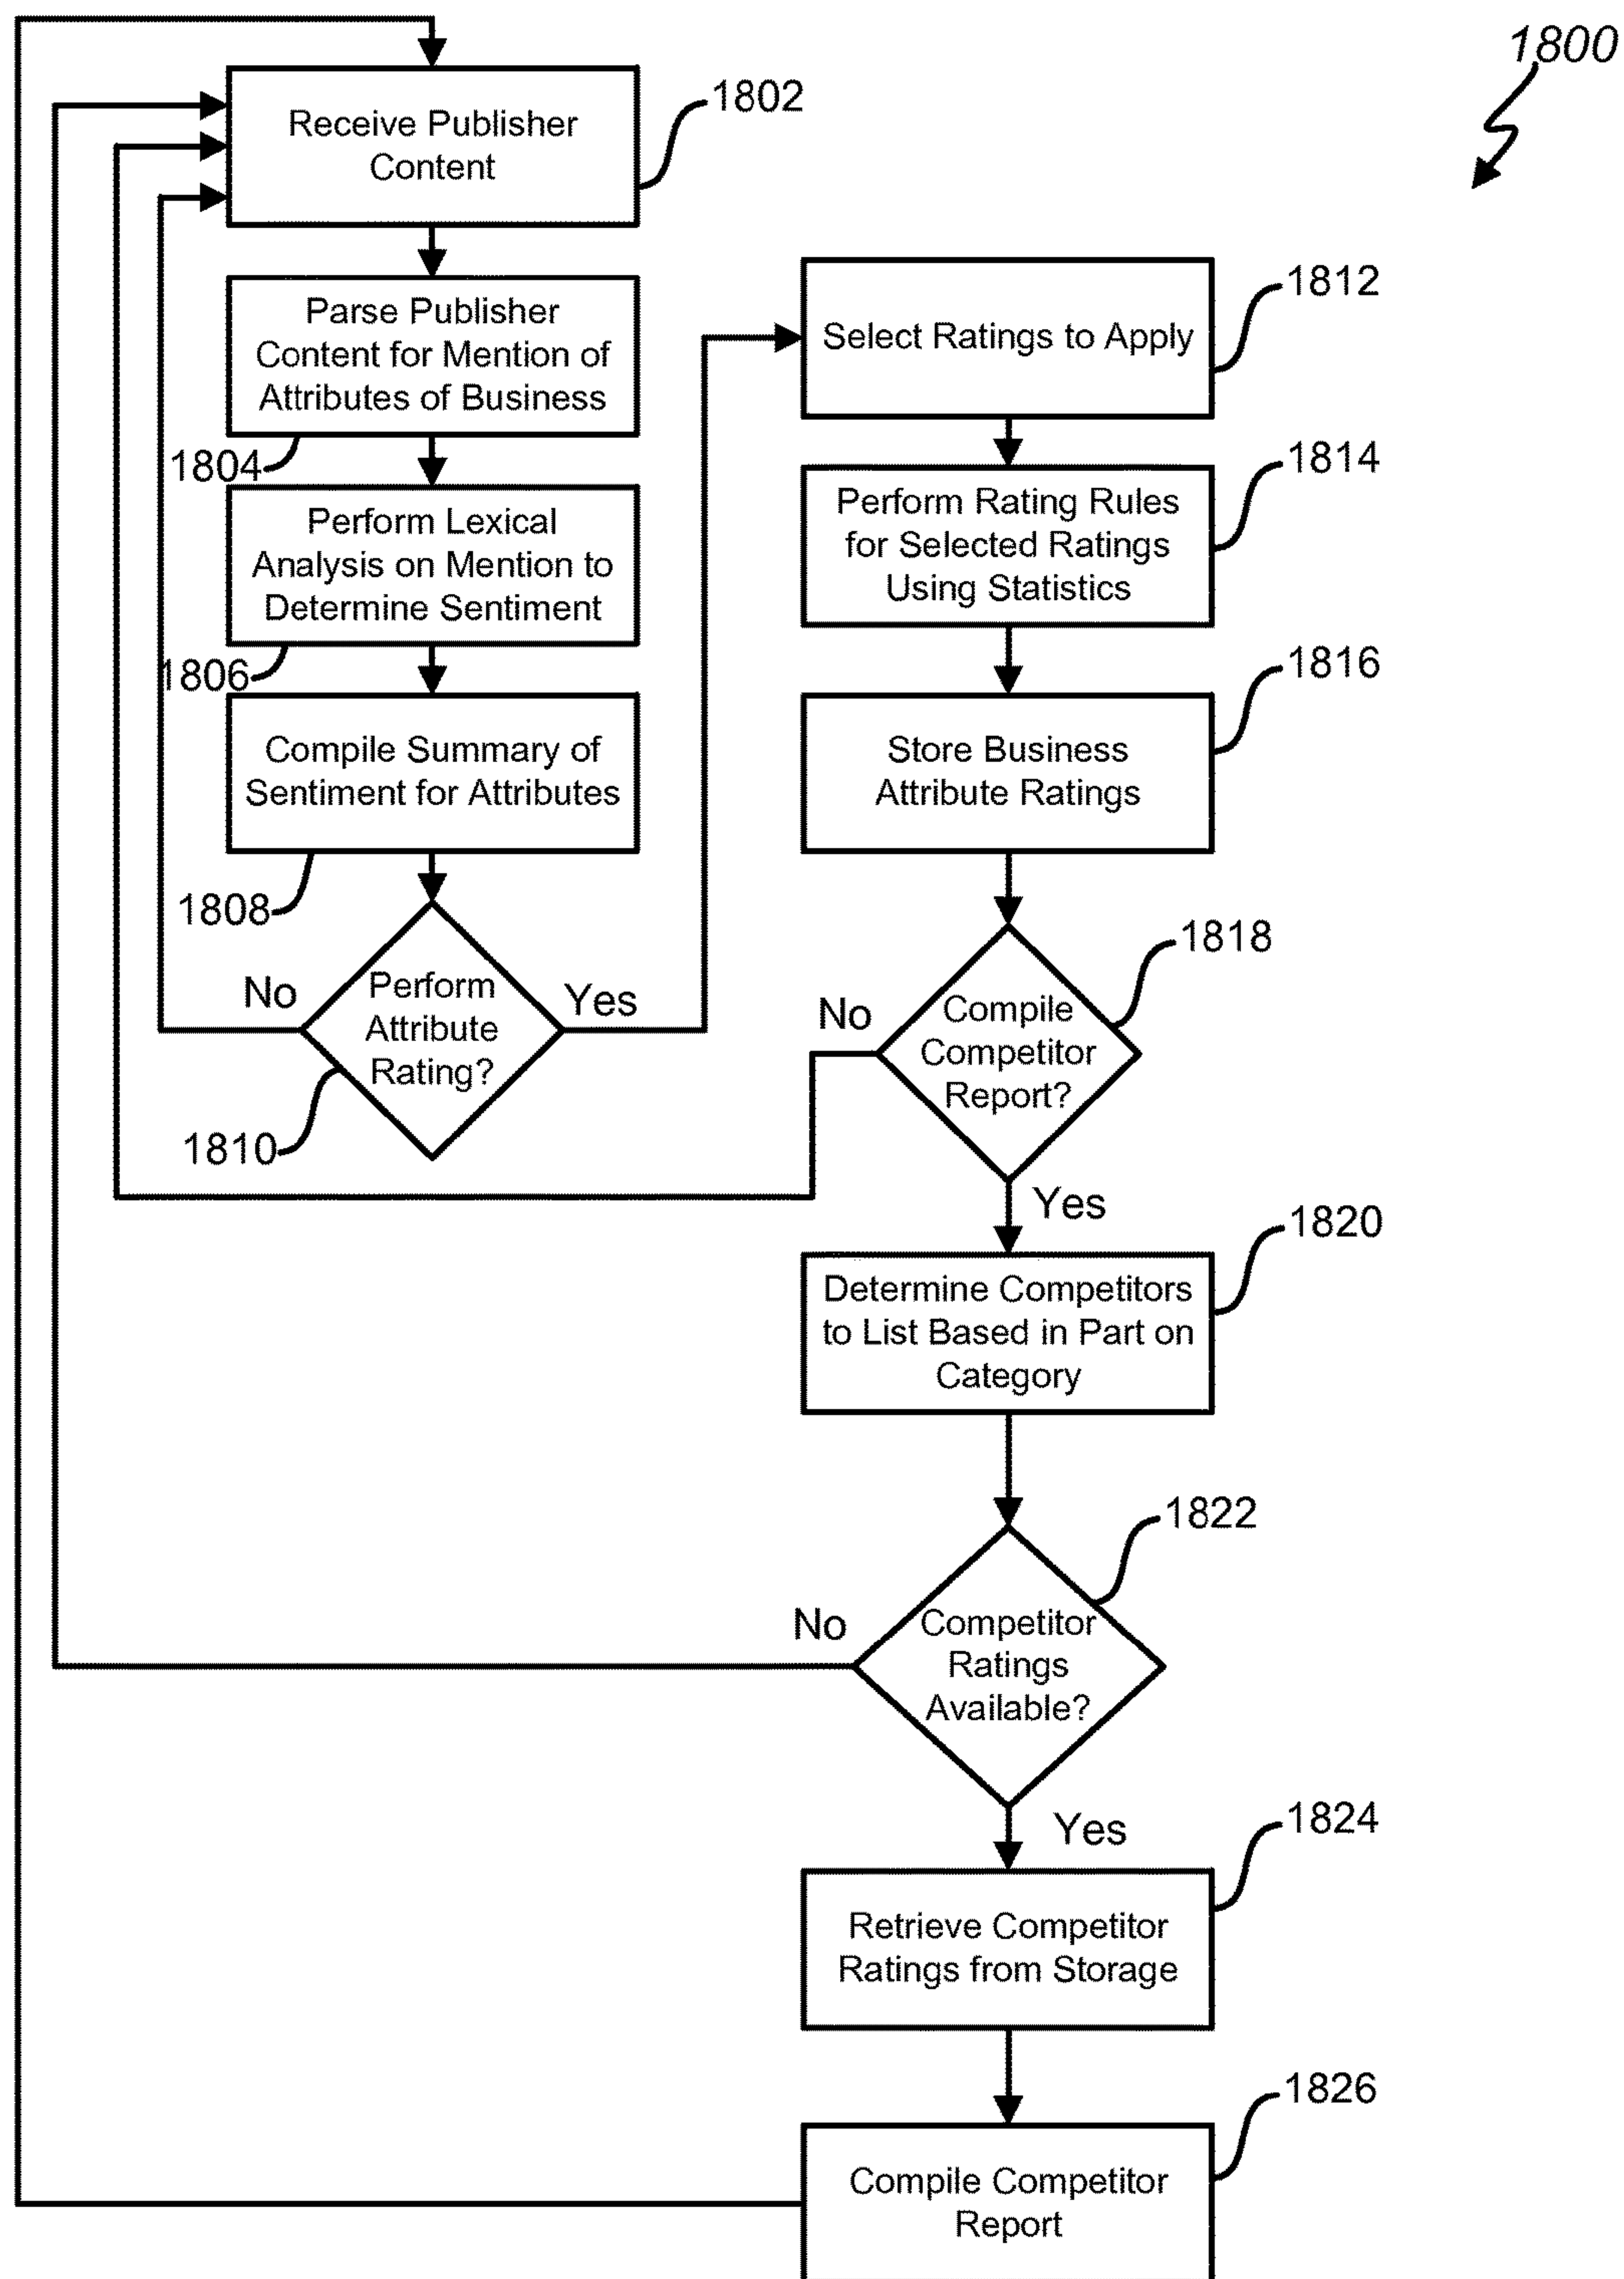 1800
Receive Publisher
Content
1802
Parse Publisher
Content for Mention of
Attributes of Business
1804
Perform Lexical
Analysis on Mention to
Determine Sentiment
1806
Compile Summary of
Sentiment for Attributes
1808
Perform
Attribute
Rating?
No
Yes
1810
Select Ratings to Apply
1812
Perform Rating Rules
for Selected Ratings
Using Statistics
1814
Store Business
Attribute Ratings
1816
Compile
Competitor
Report?
1818
No
Yes
Determine Competitors
to List Based in Part on
Category
1820
Competitor
Ratings
Available?
1822
No
Yes
Retrieve Competitor
Ratings from Storage
1824
Compile Competitor
Report
1826